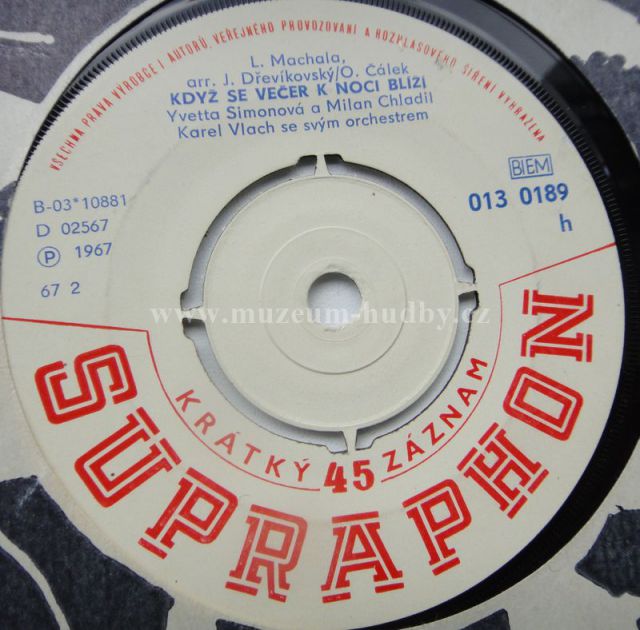 VŠECHNA PRÁVA VÝROBCE I AUTORŮ, VEŘEJNÉHO PROVOZOVÁNÍ A ROZHLASOVÉHO ŠÍŘENÍ VYHRAZENA
L. Machala,
arr. J. Dřevíkovský/O. Čálek
KDYŽ SE VEČER K NOCI BLÍŽÍ
Yvetta Simonová a Milan Chladil
Karel Vlach se svým orchestrem
BIEM
B-03*10881
D 02567
Ⓟ 1967
67 2
013 0189
h
www.muzeum-hudby.cz
KRÁTKÝ 45 ZÁZNAM
SUPRAPHON